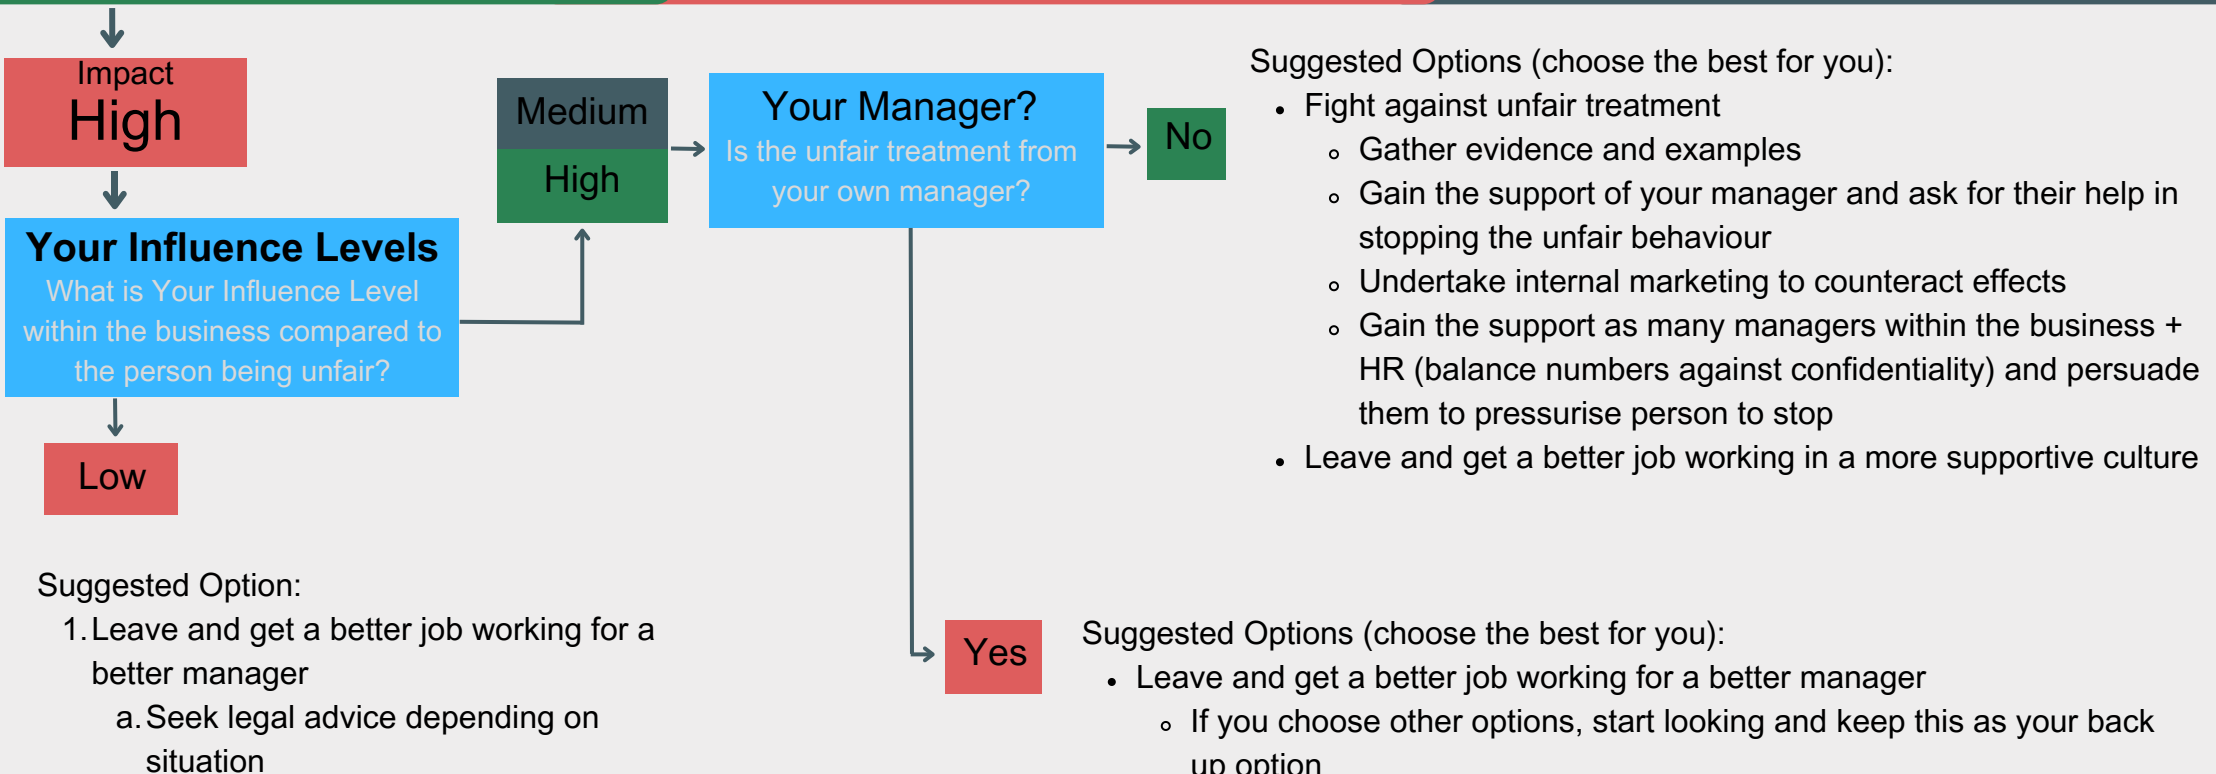 Impact
High
Your Influence Levels
What is Your Influence Level
within the business compared to
the person being unfair?
Low
Suggested Option:
1. Leave and get a better job working for a
better manager
a. Seek legal advice depending on
situation
Medium
High
Your Manager?
Is the unfair treatment from
your own manager?
No
Suggested Options (choose the best for you):
• Fight against unfair treatment
◦ Gather evidence and examples
◦ Gain the support of your manager and ask for their help in
stopping the unfair behaviour
◦ Undertake internal marketing to counteract effects
◦ Gain the support as many managers within the business +
HR (balance numbers against confidentiality) and persuade
them to pressurise person to stop
• Leave and get a better job working in a more supportive culture
Yes
Suggested Options (choose the best for you):
• Leave and get a better job working for a better manager
◦ If you choose other options, start looking and keep this as your back
up option